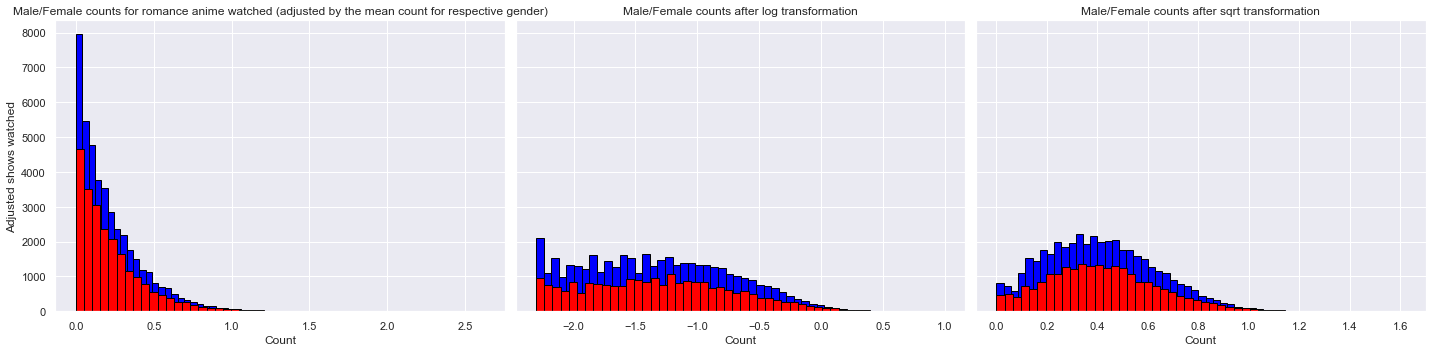 Male/Female counts for romance anime watched (adjusted by the mean count for respective gender)
Male/Female counts after log transformation
Male/Female counts after sqrt transformation
8000
7000
6000
5000
4000
3000
2000
1000
0
Adjusted shows watched
0.0 0.5 1.0 1.5 2.0 2.5
−2.0 −1.5 −1.0 −0.5 0.0 0.5 1.0
0.0 0.2 0.4 0.6 0.8 1.0 1.2 1.4 1.6
Count
Count
Count